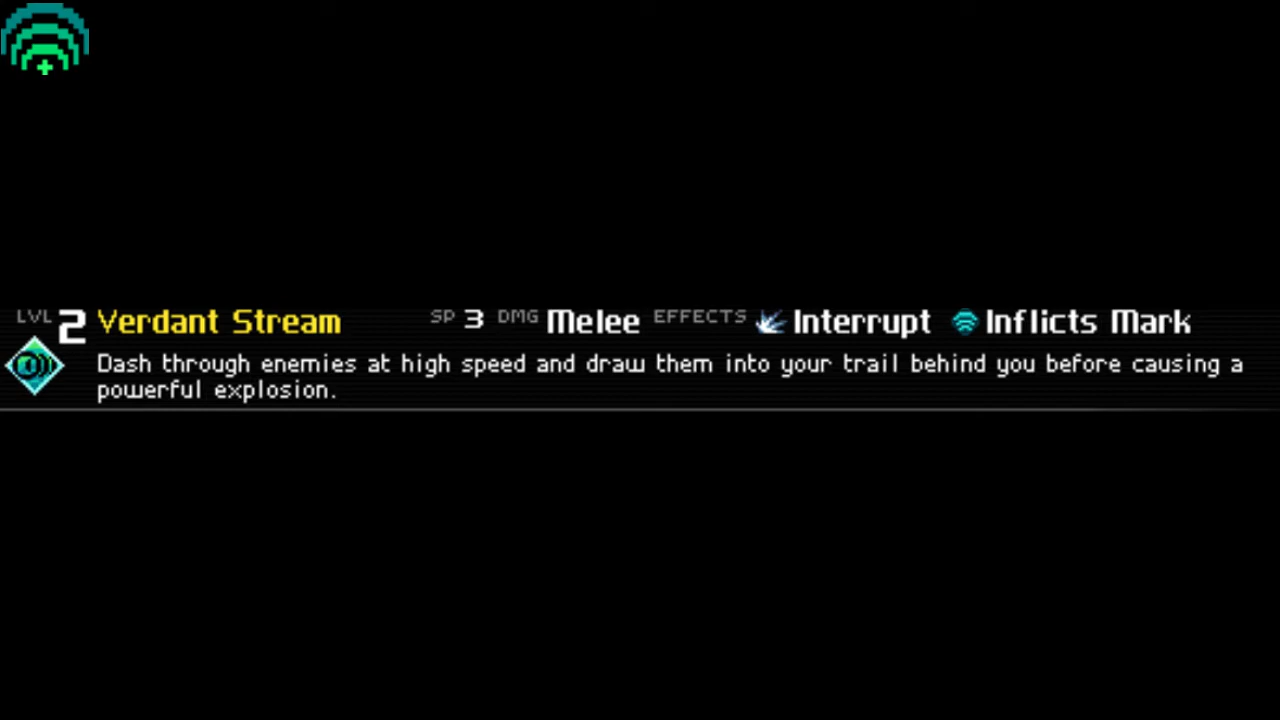 LVL 2 Verdant Stream SP 3 DMG Melee EFFECTS Interrupt Inflicts Mark
Dash through enemies at high speed and draw them into your trail behind you before causing a
powerful explosion.